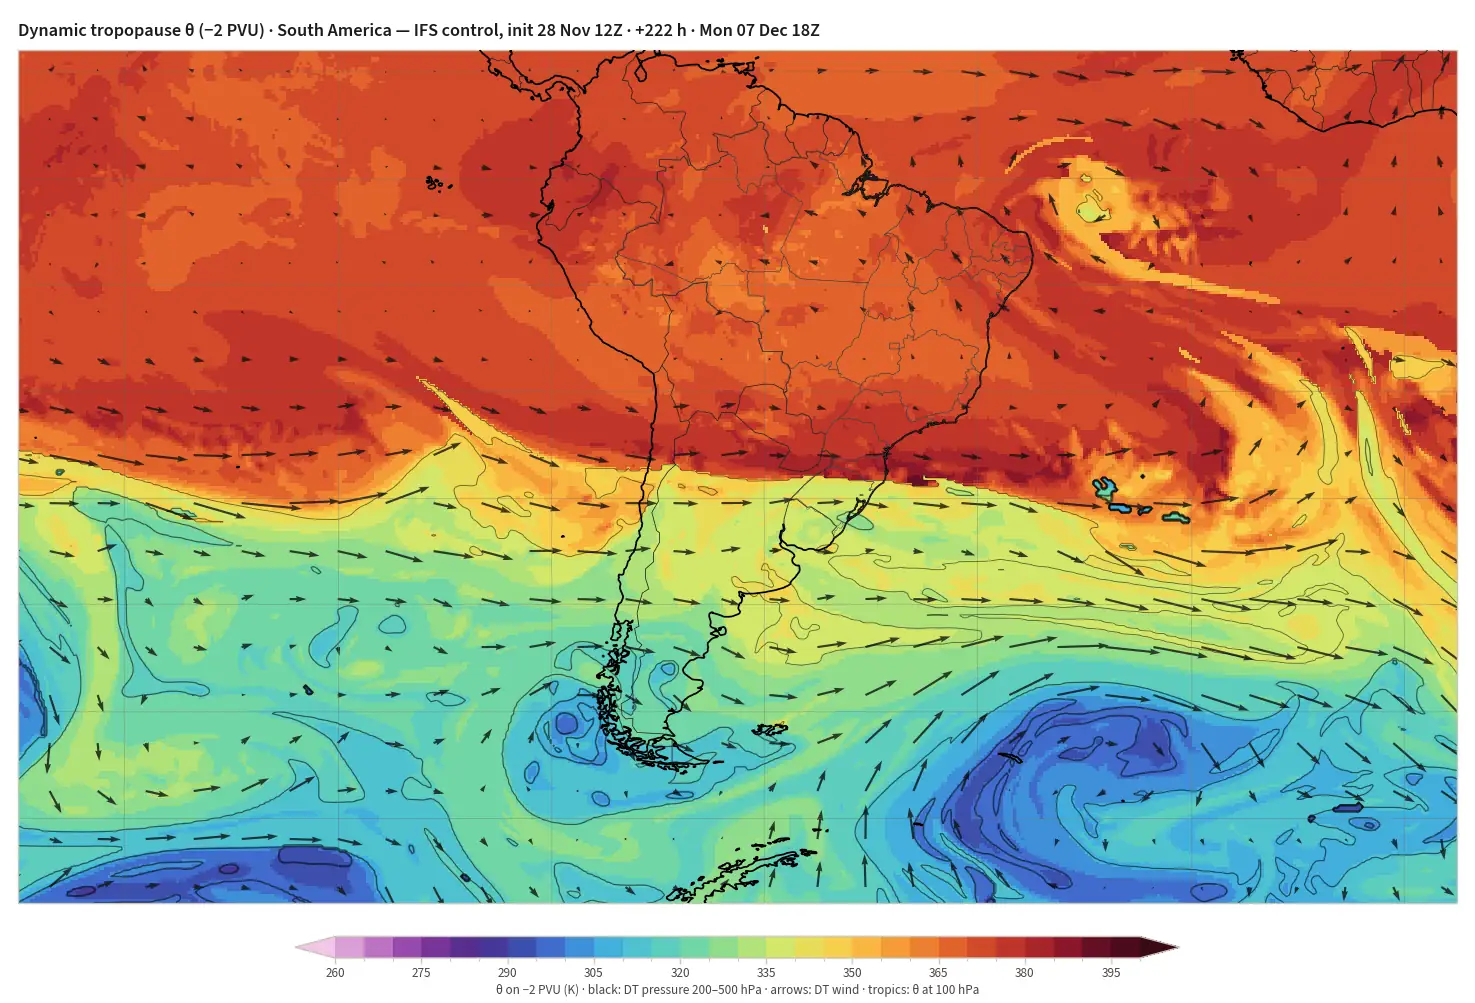 Dynamic tropopause θ (−2 PVU) · South America — IFS control, init 28 Nov 12Z · +222 h · Mon 07 Dec 18Z
260 275 290 305 320 335 350 365 380 395
θ on −2 PVU (K) · black: DT pressure 200–500 hPa · arrows: DT wind · tropics: θ at 100 hPa